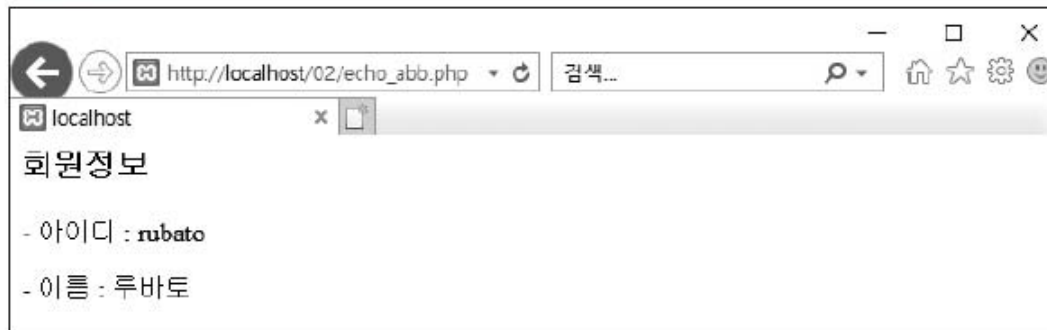 http://localhost/02/echo_abb.php
검색...
localhost
회원정보
- 아이디 : rubato
- 이름 : 루바토